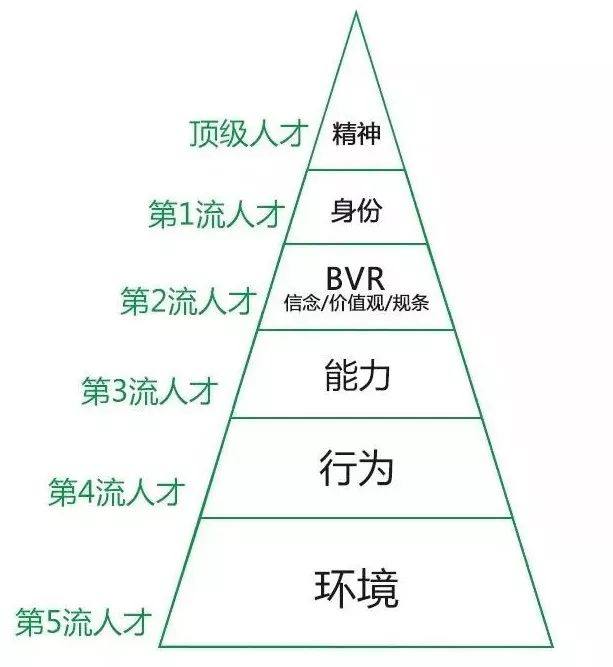 顶级人才 精神
第1流人才 身份
BVR
第2流人才 信念/价值观/规条
第3流人才 能力
第4流人才 行为
第5流人才 环境